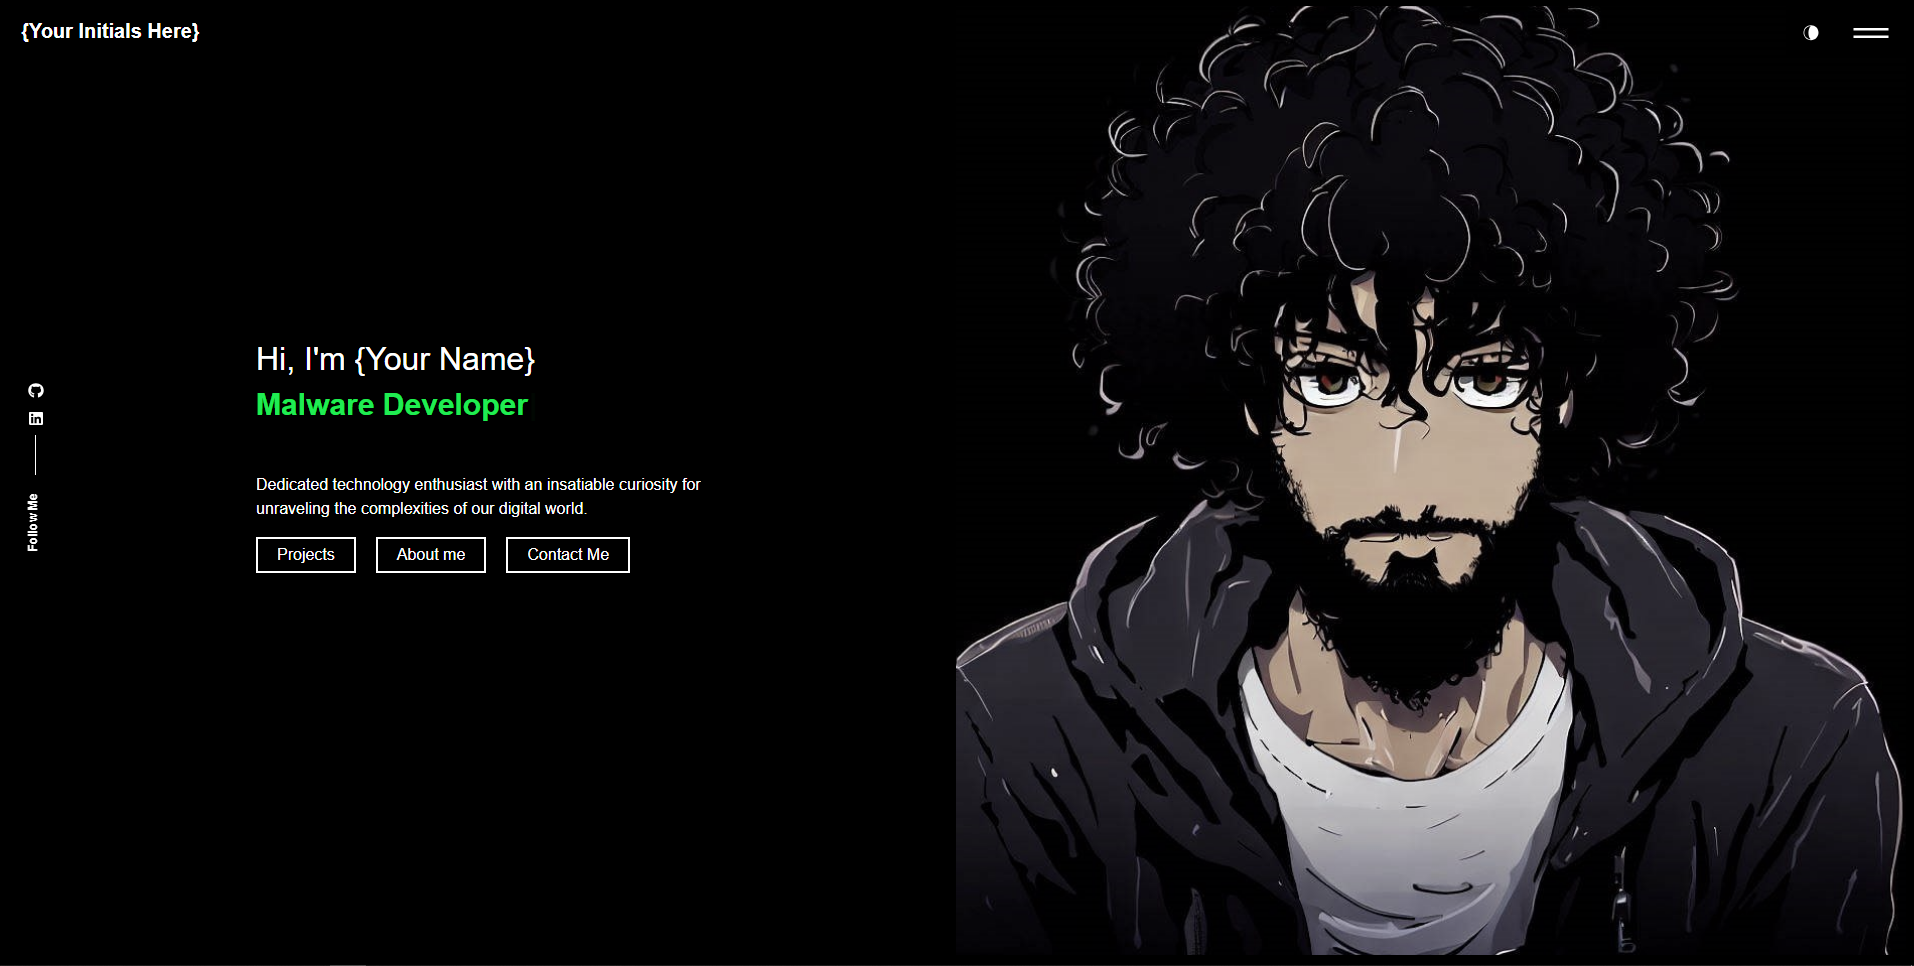 {Your Initials Here}
Hi, I'm {Your Name}
Malware Developer
Dedicated technology enthusiast with an insatiable curiosity for
unraveling the complexities of our digital world.
Projects
About me
Contact Me
in
Follow Me